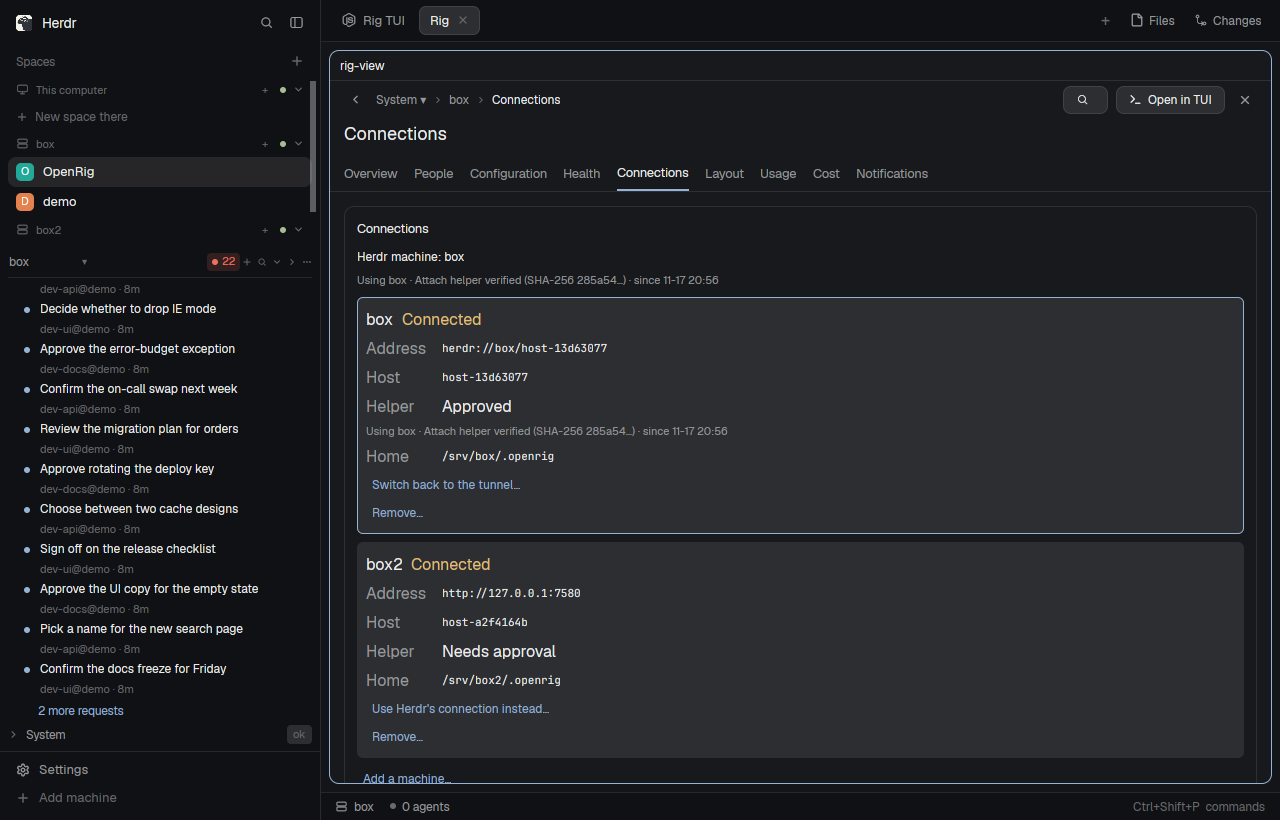 Herdr
Spaces
This computer
New space there
box
O OpenRig
D demo
box2
box 22
dev-api@demo · 8m
Decide whether to drop IE mode
dev-ui@demo · 8m
Approve the error-budget exception
dev-docs@demo · 8m
Confirm the on-call swap next week
dev-api@demo · 8m
Review the migration plan for orders
dev-ui@demo · 8m
Approve rotating the deploy key
dev-docs@demo · 8m
Choose between two cache designs
dev-api@demo · 8m
Sign off on the release checklist
dev-ui@demo · 8m
Approve the UI copy for the empty state
dev-docs@demo · 8m
Pick a name for the new search page
dev-api@demo · 8m
Confirm the docs freeze for Friday
dev-ui@demo · 8m
2 more requests
System ok
Settings
Add machine
Rig TUI Rig Files Changes
rig-view
System ▾ › box › Connections
Open in TUI
Connections
Overview People Configuration Health Connections Layout Usage Cost Notifications
Connections
Herdr machine: box
Using box · Attach helper verified (SHA-256 285a54…) · since 11-17 20:56
box Connected
Address herdr://box/host-13d63077
Host host-13d63077
Helper Approved
Using box · Attach helper verified (SHA-256 285a54…) · since 11-17 20:56
Home /srv/box/.openrig
Switch back to the tunnel…
Remove…
box2 Connected
Address http://127.0.0.1:7580
Host host-a2f4164b
Helper Needs approval
Home /srv/box2/.openrig
Use Herdr's connection instead…
Remove…
Add a machine…
box 0 agents
Ctrl+Shift+P commands